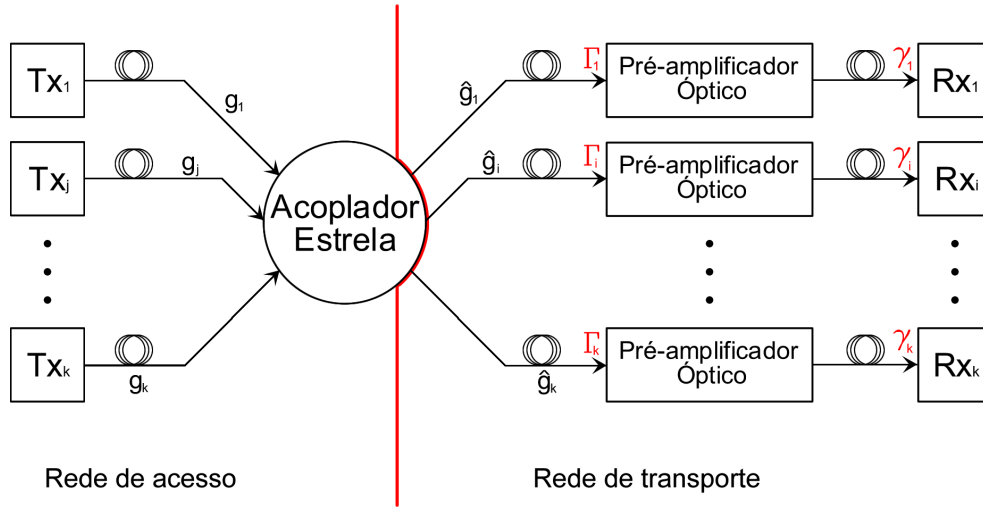 Tx₁
g₁
ĝ₁
Γ₁
Pré-amplificador
Óptico
γ₁
Rx₁
Txⱼ
gⱼ
ĝᵢ
Γᵢ
Pré-amplificador
Óptico
γᵢ
Rxᵢ
Acoplador
Estrela
Txₖ
gₖ
ĝₖ
Γₖ
Pré-amplificador
Óptico
γₖ
Rxₖ
Rede de acesso
Rede de transporte